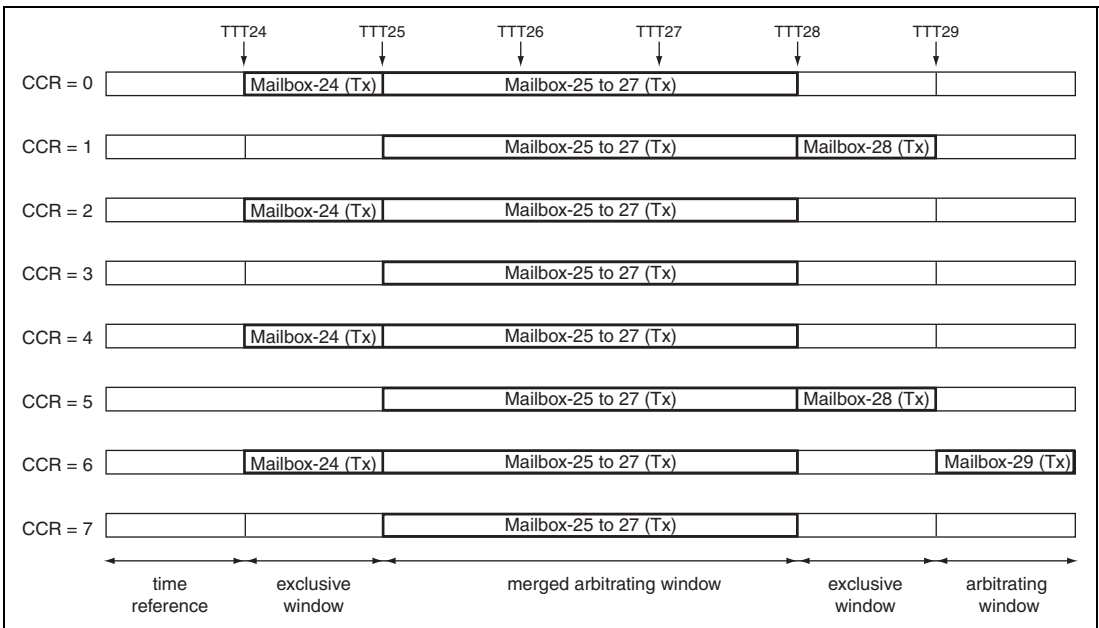 TTT24 TTT25 TTT26 TTT27 TTT28 TTT29
CCR = 0 Mailbox-24 (Tx) Mailbox-25 to 27 (Tx)
CCR = 1 Mailbox-25 to 27 (Tx) Mailbox-28 (Tx)
CCR = 2 Mailbox-24 (Tx) Mailbox-25 to 27 (Tx)
CCR = 3 Mailbox-25 to 27 (Tx)
CCR = 4 Mailbox-24 (Tx) Mailbox-25 to 27 (Tx)
CCR = 5 Mailbox-25 to 27 (Tx) Mailbox-28 (Tx)
CCR = 6 Mailbox-24 (Tx) Mailbox-25 to 27 (Tx) Mailbox-29 (Tx)
CCR = 7 Mailbox-25 to 27 (Tx)
time exclusive merged arbitrating window exclusive arbitrating
reference window window window